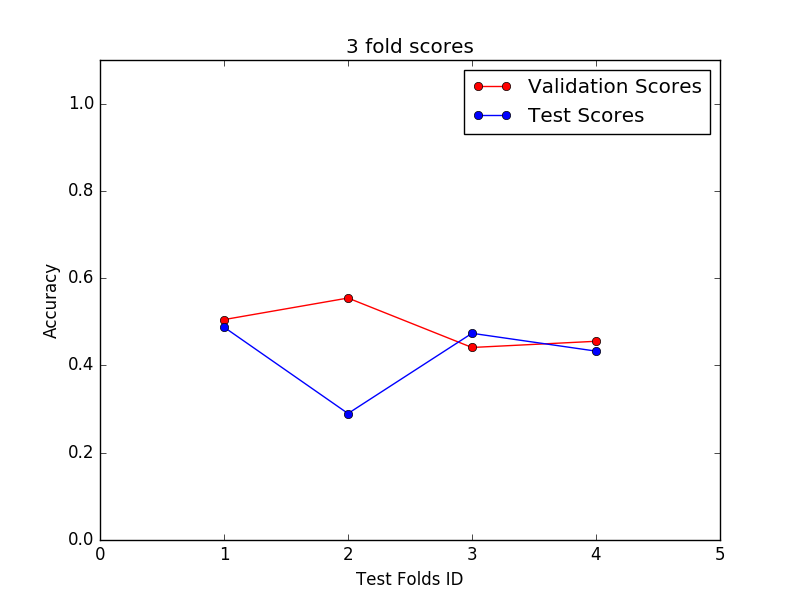 3 fold scores
Validation Scores
Test Scores
1.0
0.8
0.6
0.4
0.2
0.0
Accuracy
0 1 2 3 4 5
Test Folds ID